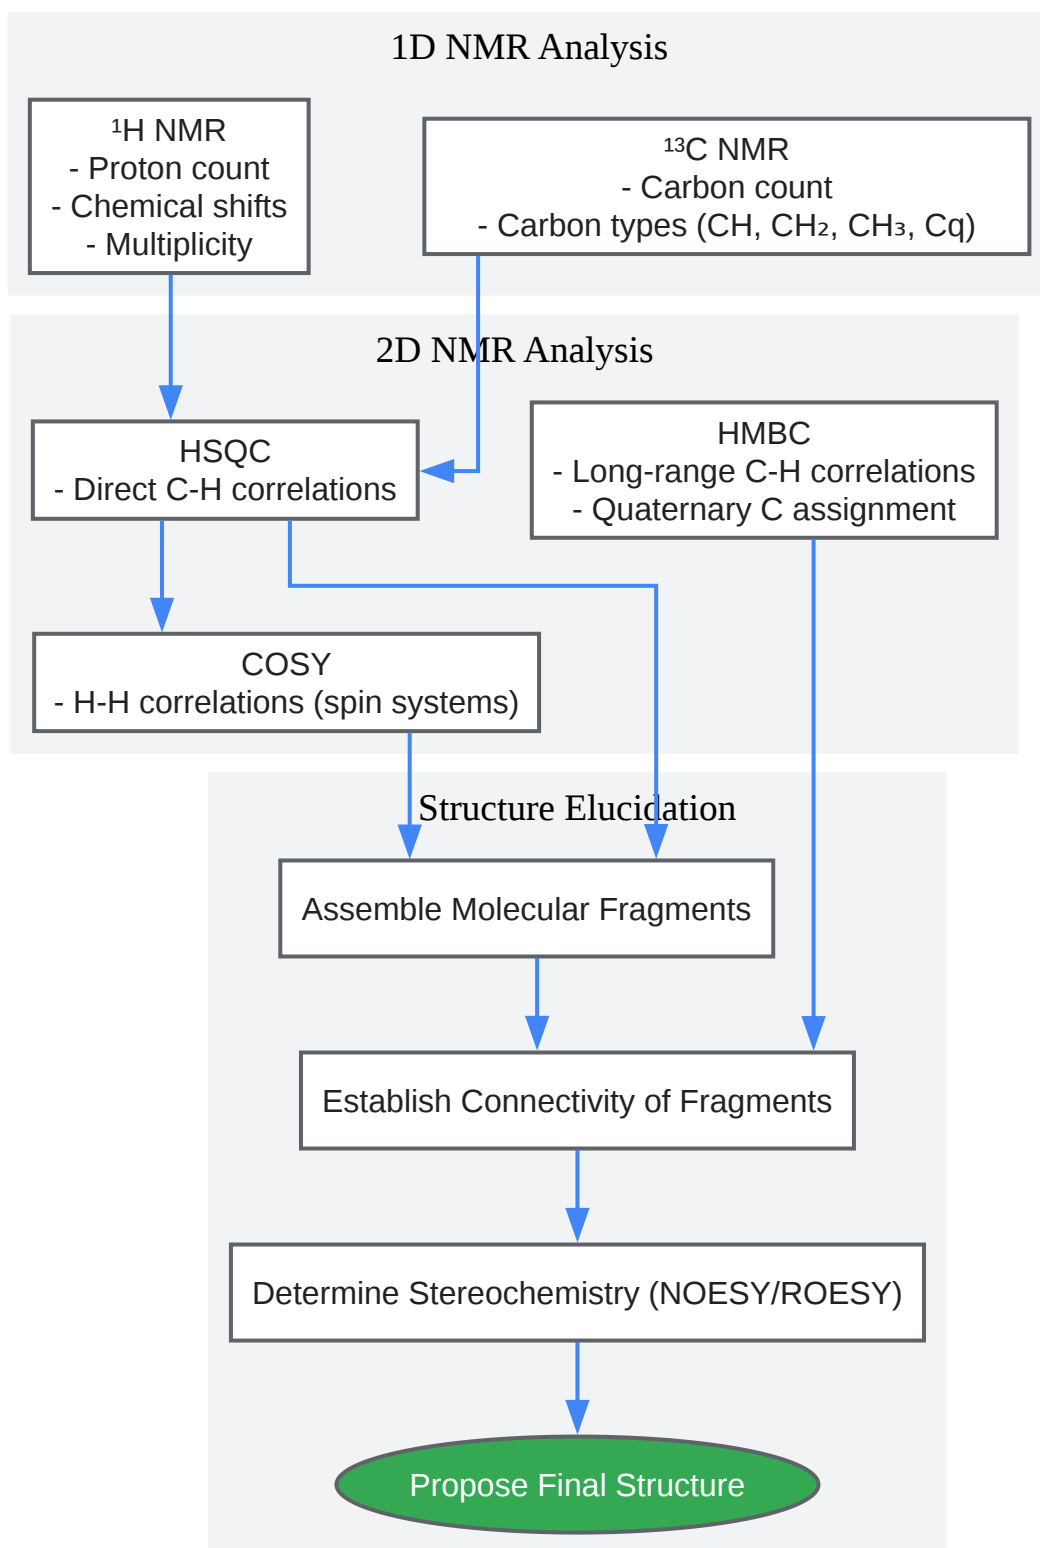 1D NMR Analysis
¹H NMR
- Proton count
- Chemical shifts
- Multiplicity
¹³C NMR
- Carbon count
- Carbon types (CH, CH₂, CH₃, Cq)
2D NMR Analysis
HSQC
- Direct C-H correlations
HMBC
- Long-range C-H correlations
- Quaternary C assignment
COSY
- H-H correlations (spin systems)
Structure Elucidation
Assemble Molecular Fragments
Establish Connectivity of Fragments
Determine Stereochemistry (NOESY/ROESY)
Propose Final Structure